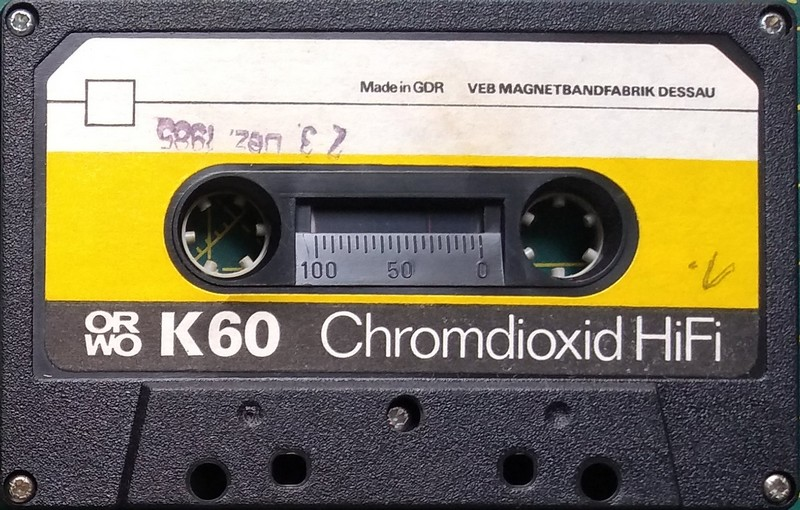 Made in GDR VEB MAGNETBANDFABRIK DESSAU
100 50 0
ORWO K60 Chromdioxid HiFi